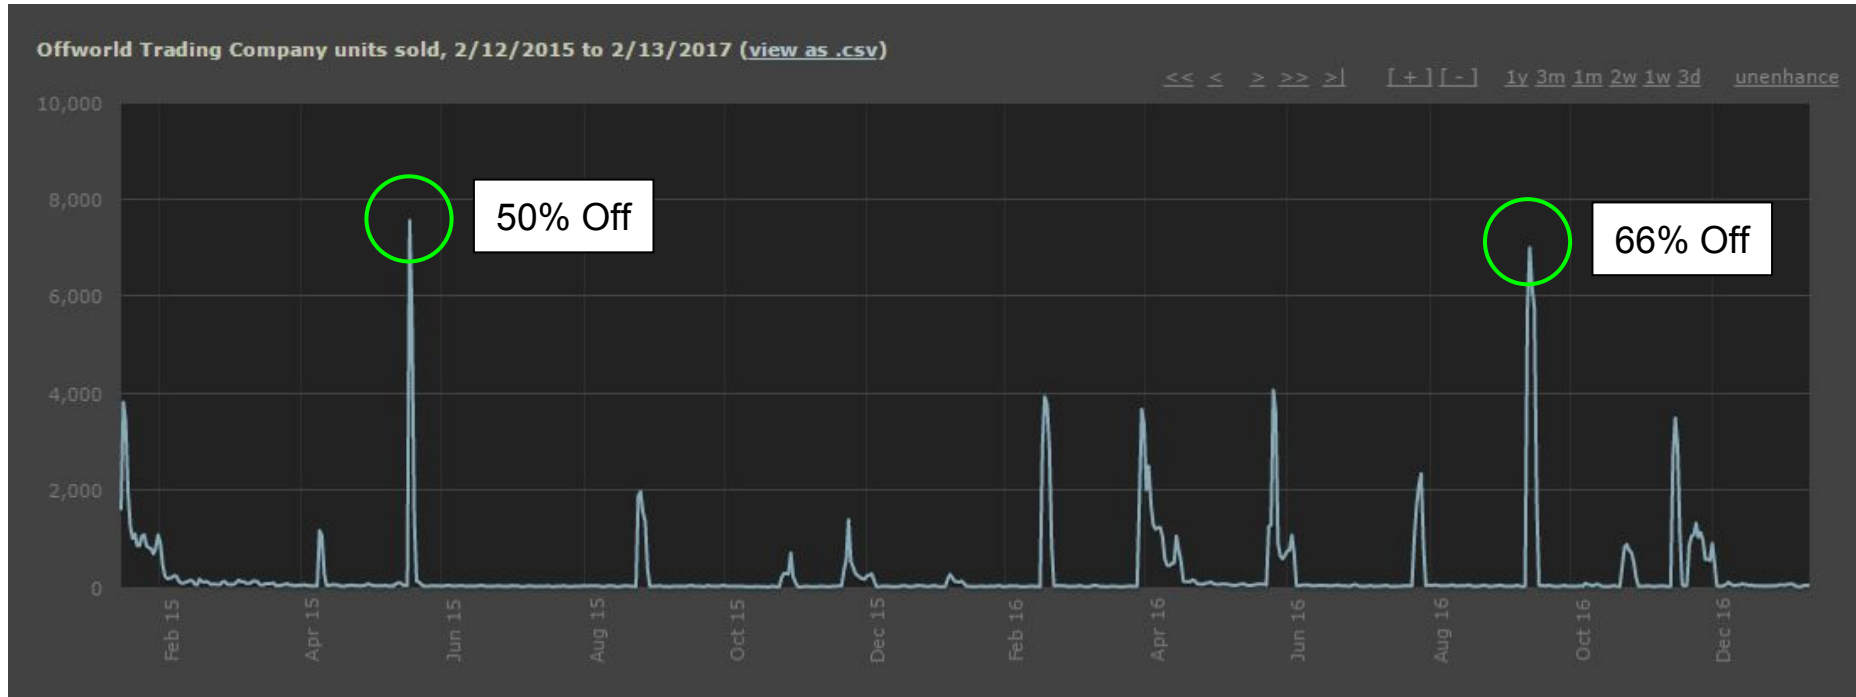 Offworld Trading Company units sold, 2/12/2015 to 2/13/2017 (view as .csv)
<< < > >> >| [ + ] [ - ] 1y 3m 1m 2w 1w 3d unenhance
10,000
8,000
6,000
4,000
2,000
0
50% Off
66% Off
Feb 15
Apr 15
Jun 15
Aug 15
Oct 15
Dec 15
Feb 16
Apr 16
Jun 16
Aug 16
Oct 16
Dec 16